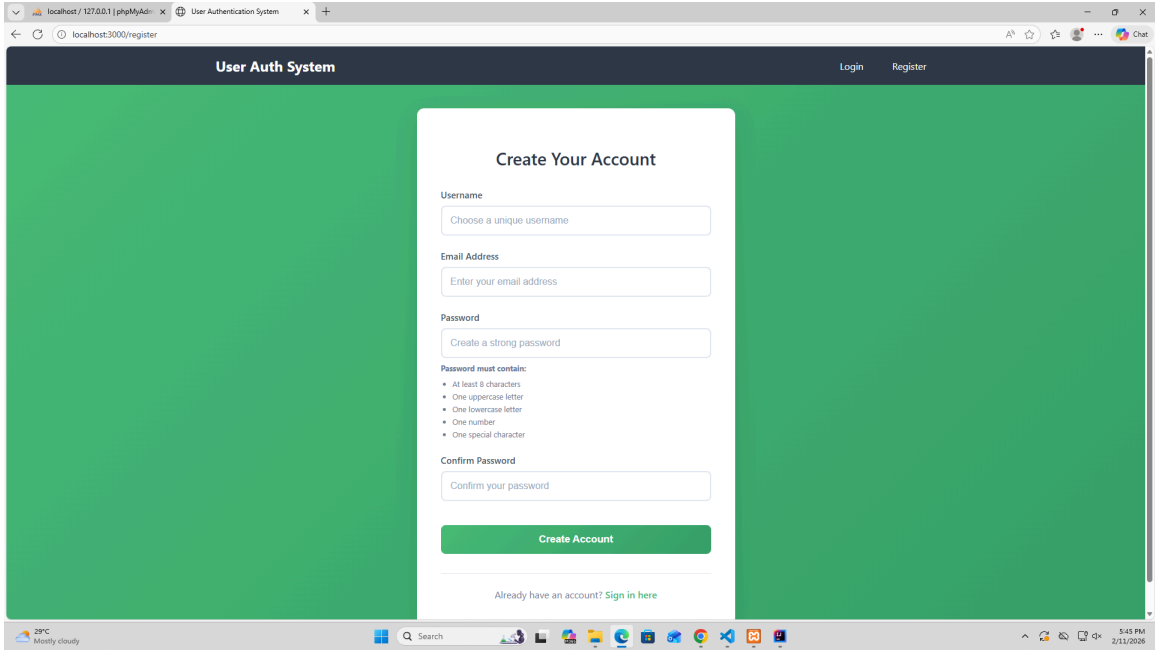 localhost / 127.0.0.1 | phpMyAdm
User Authentication System
localhost:3000/register
Chat
User Auth System
Login
Register
Create Your Account
Username
Choose a unique username
Email Address
Enter your email address
Password
Create a strong password
Password must contain:
At least 8 characters
One uppercase letter
One lowercase letter
One number
One special character
Confirm Password
Confirm your password
Create Account
Already have an account? Sign in here
29°C
Mostly cloudy
Search
5:45 PM
2/11/2026